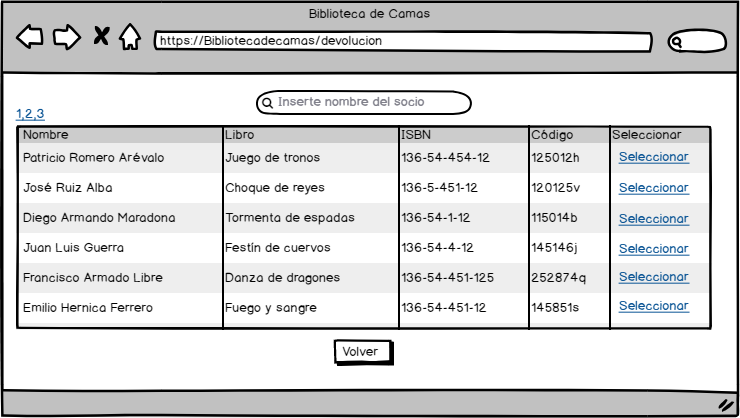 Biblioteca de Camas
https://Bibliotecadecamas/devolucion
Inserte nombre del socio
1,2,3
Nombre Libro ISBN Código Seleccionar
Patricio Romero Arévalo Juego de tronos 136-54-454-12 125012h Seleccionar
José Ruiz Alba Choque de reyes 136-5-451-12 120125v Seleccionar
Diego Armando Maradona Tormenta de espadas 136-54-1-12 115014b Seleccionar
Juan Luis Guerra Festín de cuervos 136-54-4-12 145146j Seleccionar
Francisco Armado Libre Danza de dragones 136-54-451-125 252874q Seleccionar
Emilio Hernica Ferrero Fuego y sangre 136-54-451-12 145851s Seleccionar
Volver